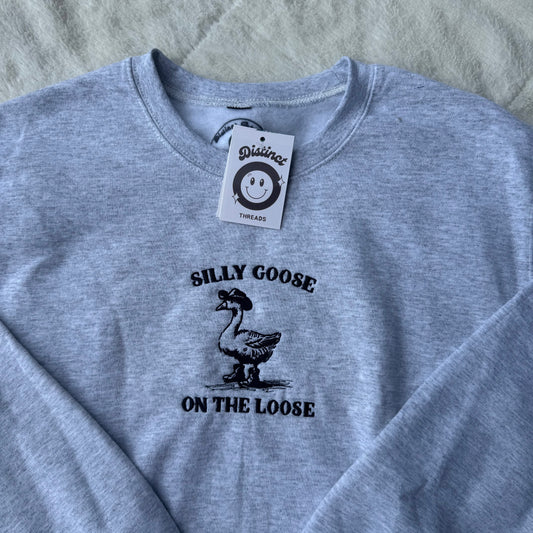 Distinct
THREADS
SILLY GOOSE
ON THE LOOSE